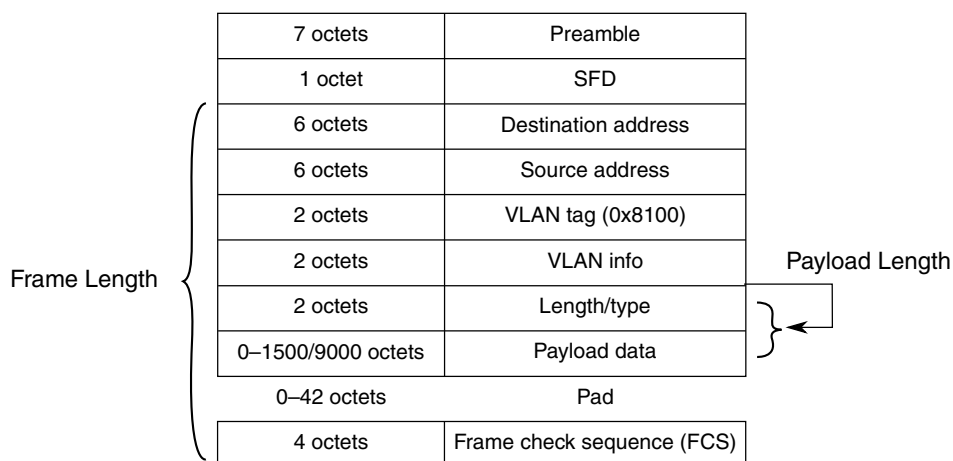 7 octets Preamble
1 octet SFD
6 octets Destination address
6 octets Source address
2 octets VLAN tag (0x8100)
2 octets VLAN info
Frame Length
Payload Length
2 octets Length/type
0–1500/9000 octets Payload data
0–42 octets Pad
4 octets Frame check sequence (FCS)